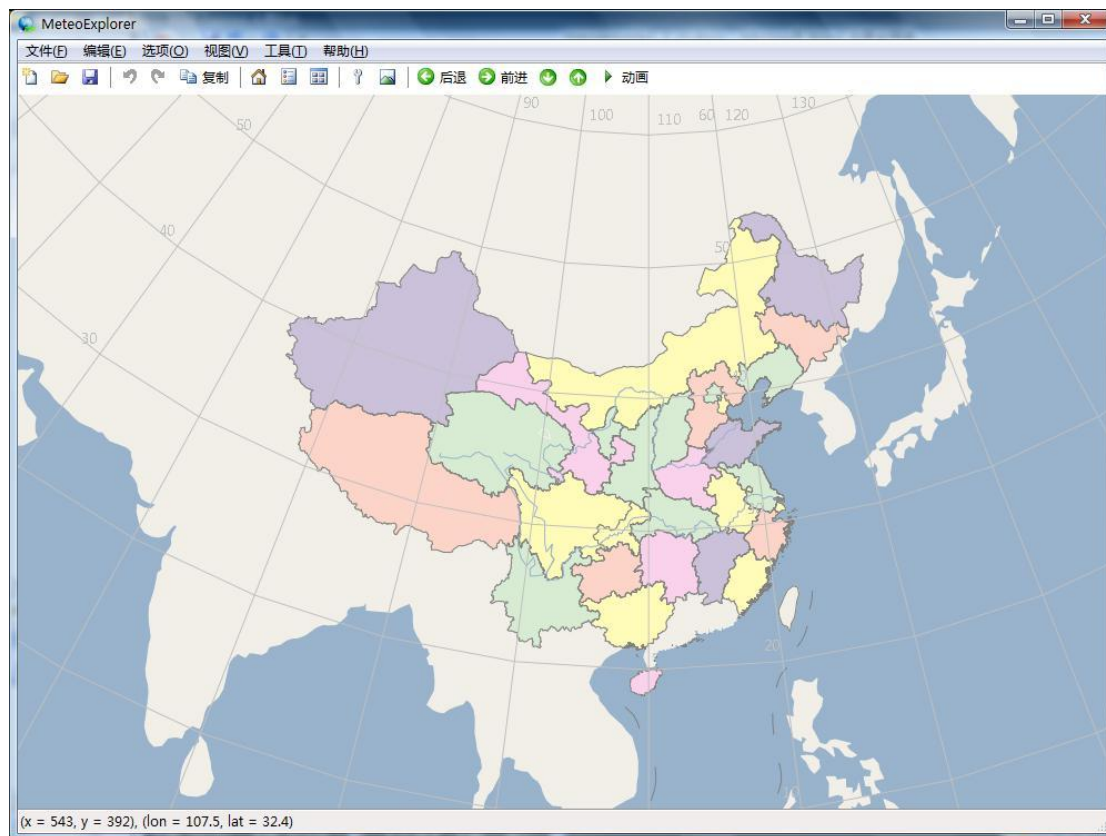 MeteoExplorer
文件(F) 编辑(E) 选项(O) 视图(V) 工具(T) 帮助(H)
复制 后退 前进 动画
90 100 110 60 120 130
50
40
50
30
20
(x = 543, y = 392), (lon = 107.5, lat = 32.4)